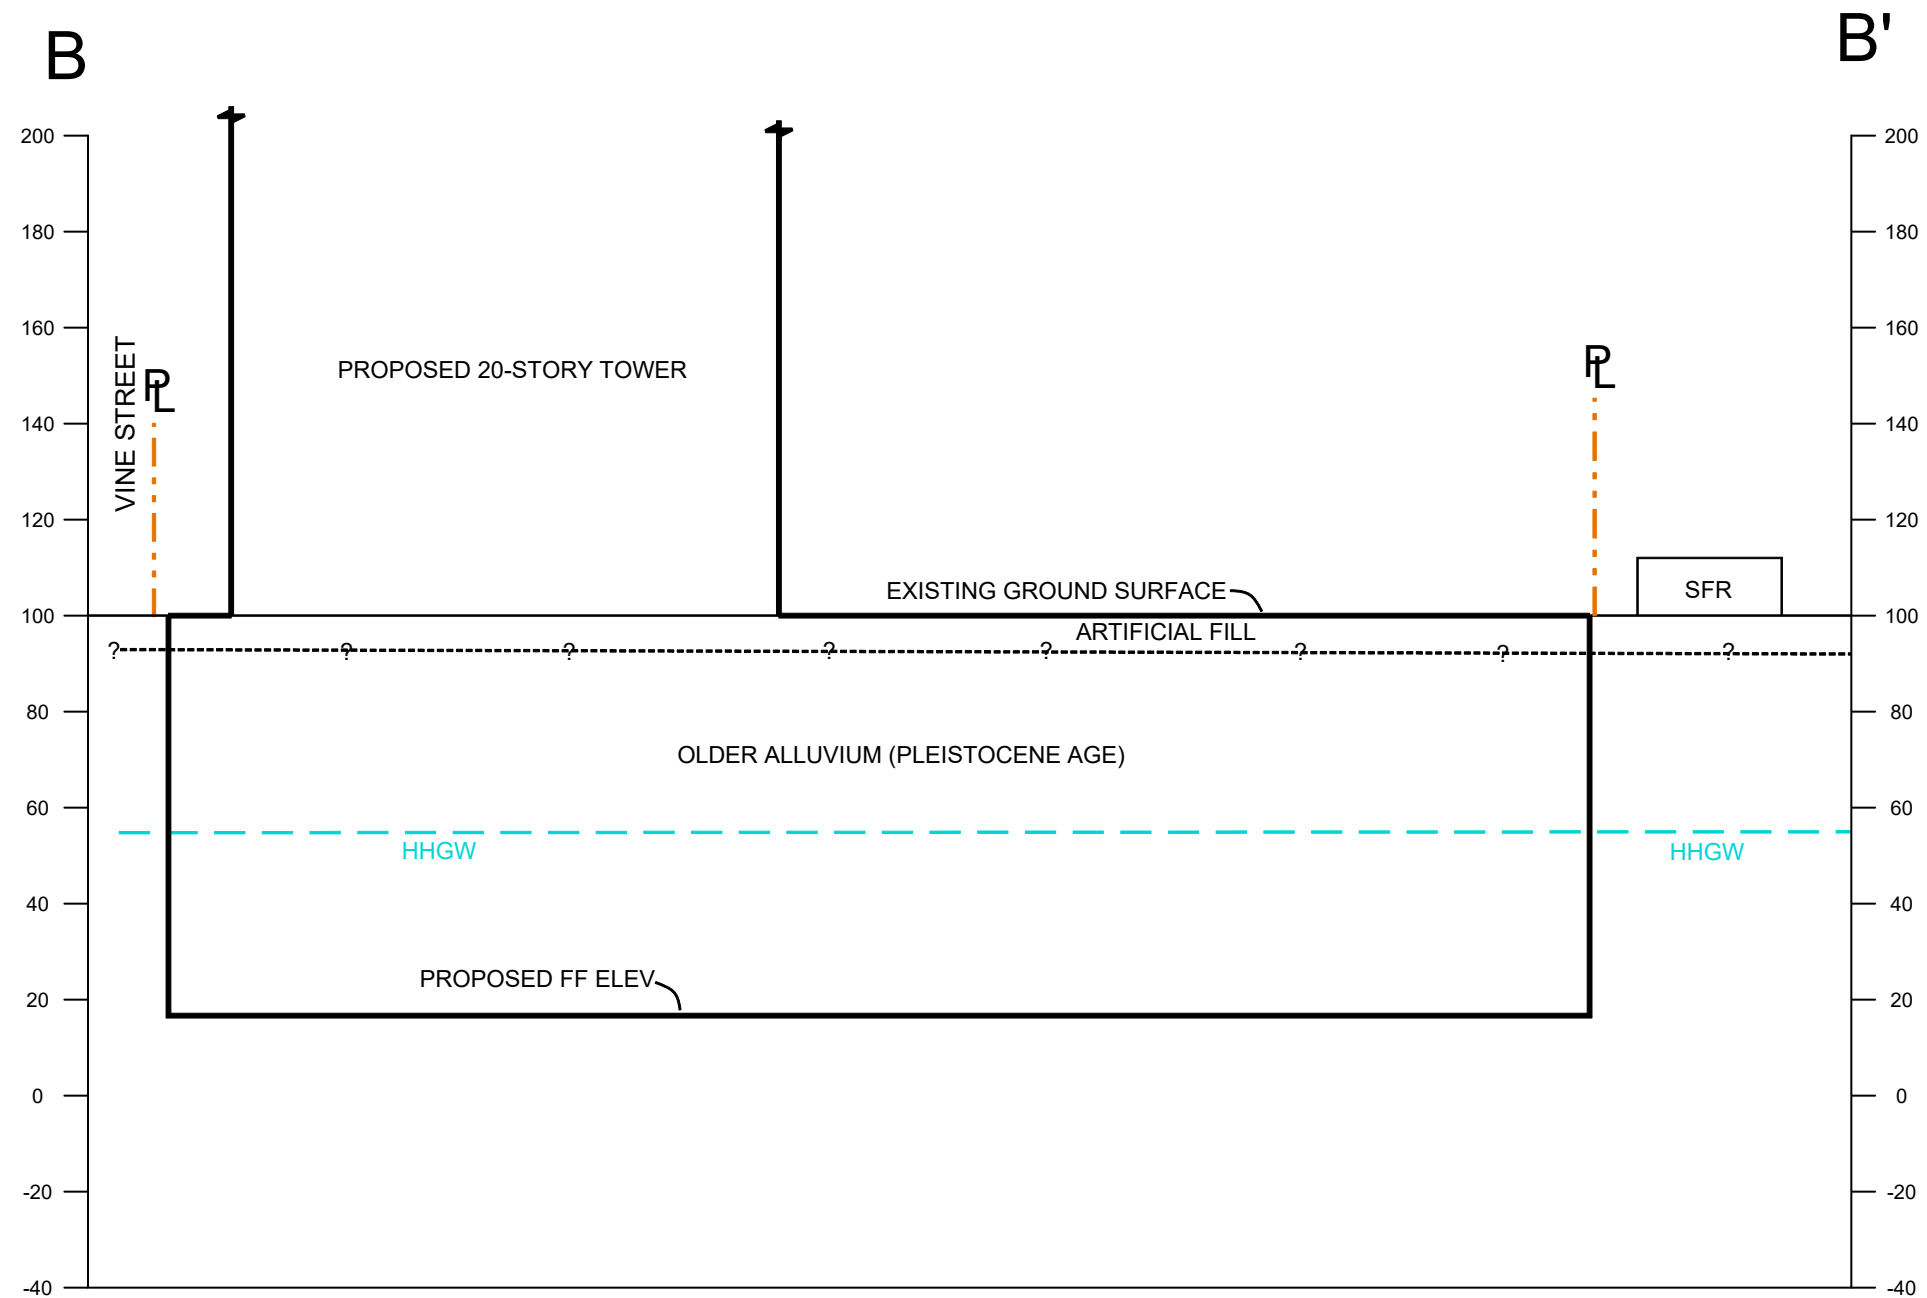 B
B'
200
200
180
180
160
160
VINE STREET
PL
PROPOSED 20-STORY TOWER
PL
140
140
120
120
EXISTING GROUND SURFACE
SFR
100
100
ARTIFICIAL FILL
? ? ? ? ? ? ? ?
80
80
OLDER ALLUVIUM (PLEISTOCENE AGE)
60
60
HHGW
HHGW
40
40
PROPOSED FF ELEV
20
20
0
0
-20
-20
-40
-40